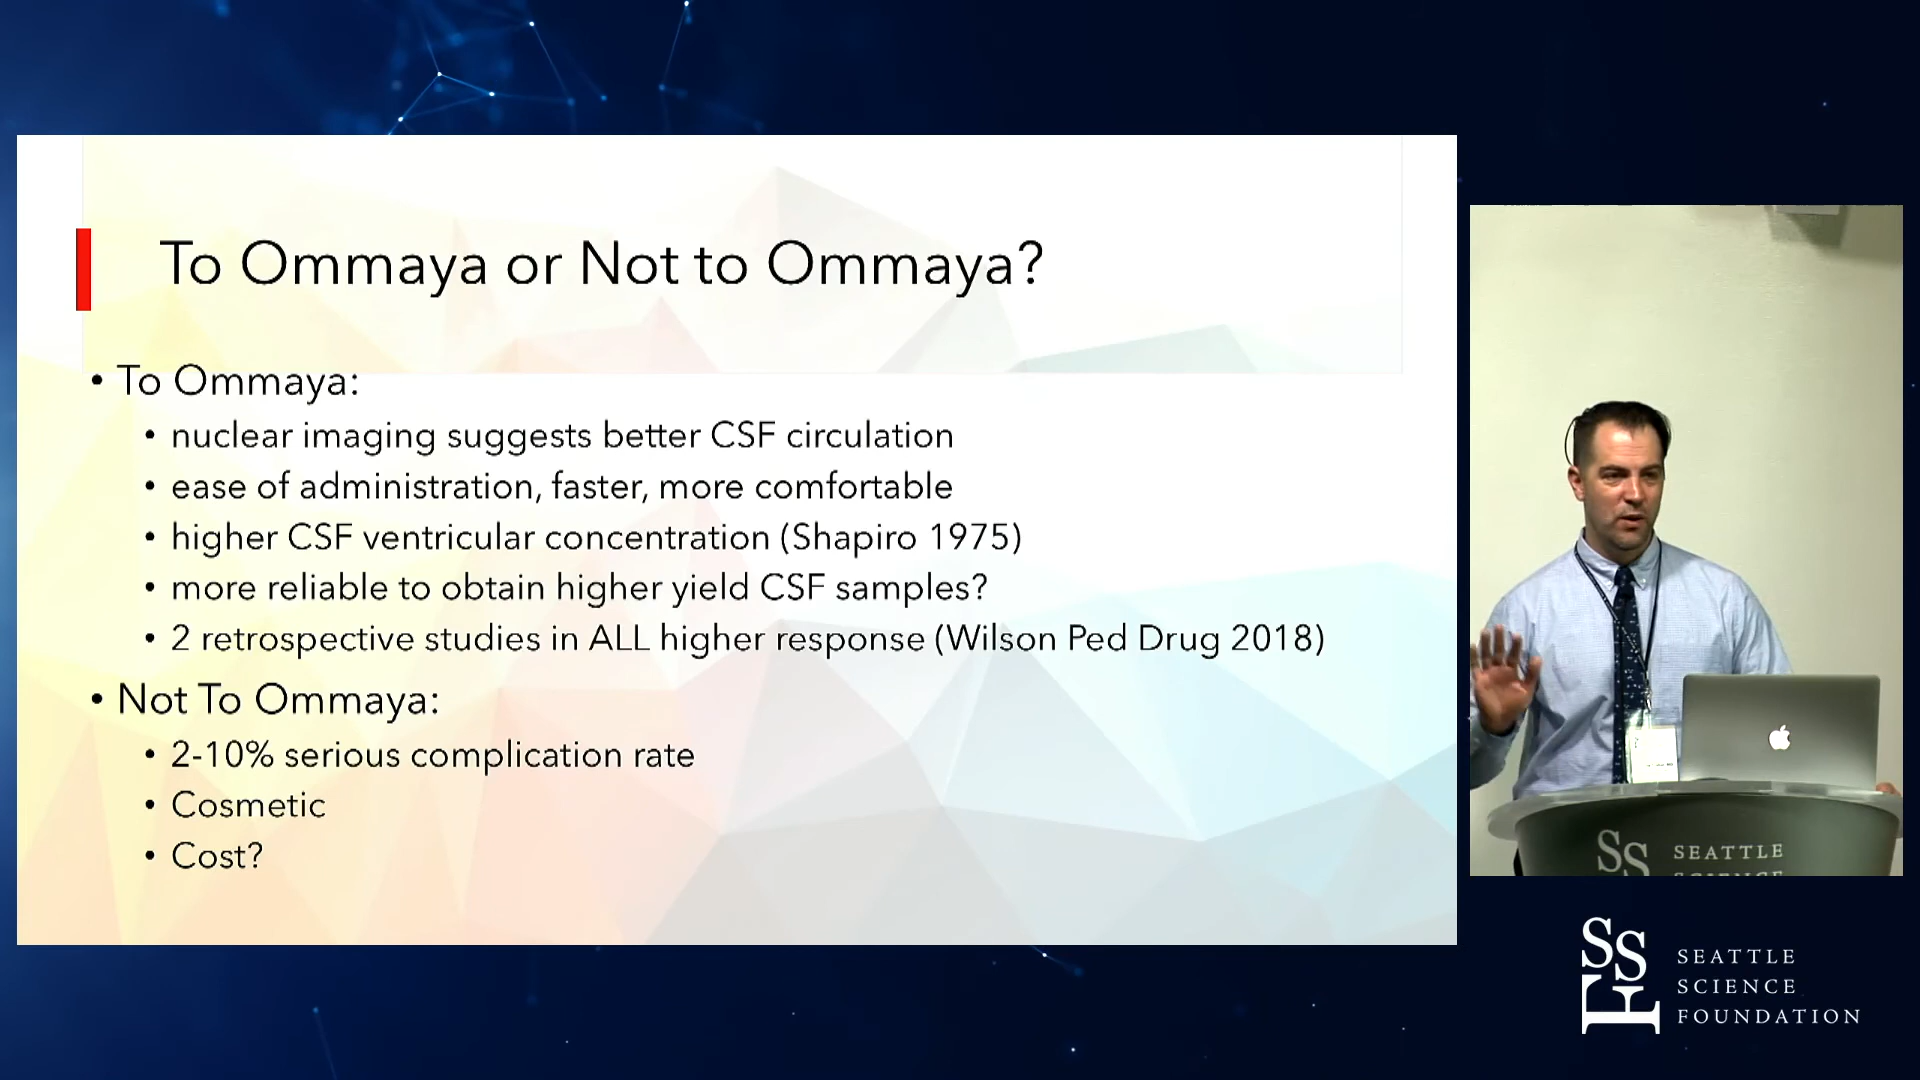 To Ommaya or Not to Ommaya?
• To Ommaya:
• nuclear imaging suggests better CSF circulation
• ease of administration, faster, more comfortable
• higher CSF ventricular concentration (Shapiro 1975)
• more reliable to obtain higher yield CSF samples?
• 2 retrospective studies in ALL higher response (Wilson Ped Drug 2018)
• Not To Ommaya:
• 2-10% serious complication rate
• Cosmetic
• Cost?
SS
SEATTLE
SCIENCE
SSF
SEATTLE
SCIENCE
FOUNDATION